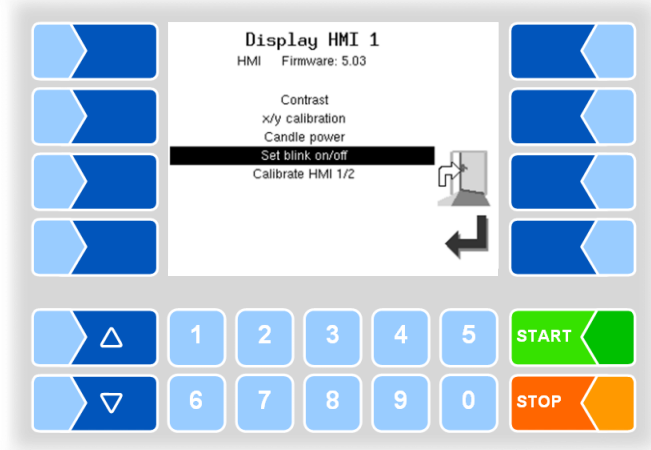 Display HMI 1
HMI Firmware: 5.03
Contrast
x/y calibration
Candle power
Set blink on/off
Calibrate HMI 1/2
1 2 3 4 5 START
6 7 8 9 0 STOP